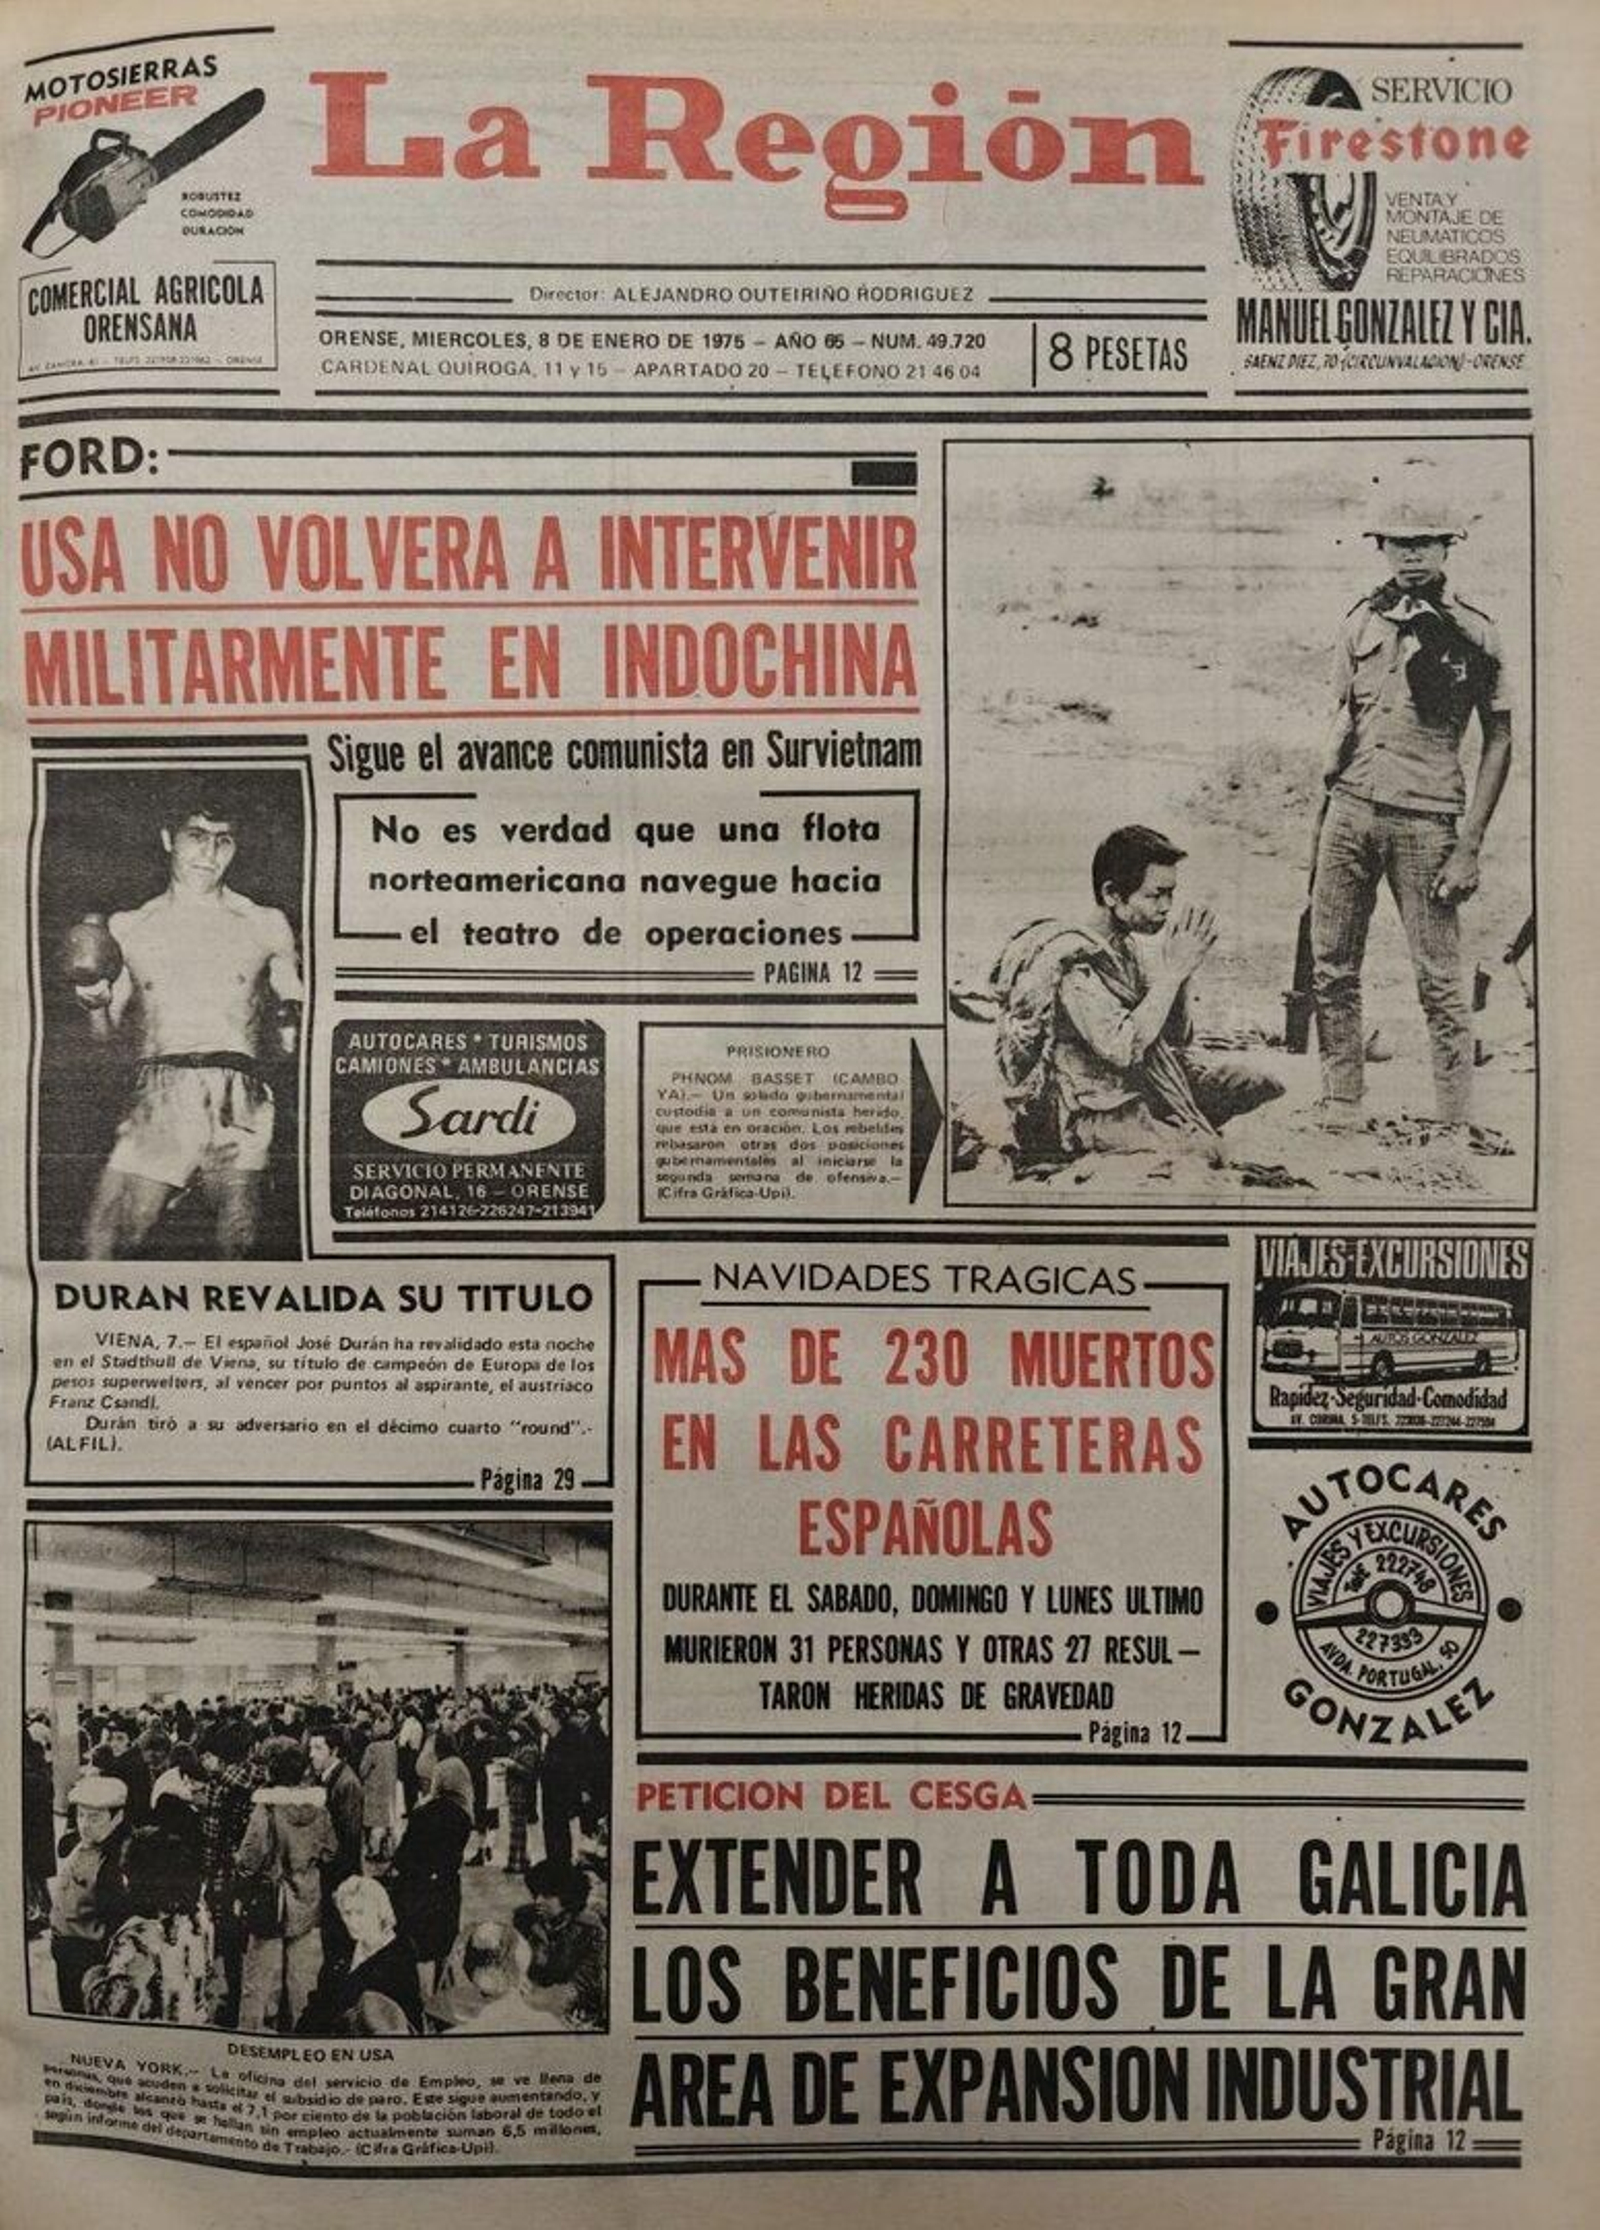 MOTOSIERRAS
PIONEER
ROBUSTEZ
COMODIDAD
DURACION
COMERCIAL AGRICOLA
ORENSANA
La Región
Director: ALEJANDRO OUTEIRIÑO RODRIGUEZ
ORENSE, MIERCOLES, 8 DE ENERO DE 1975 – AÑO 65 – NUM. 49.720
CARDENAL QUIROGA, 11 y 15 – APARTADO 20 – TELEFONO 21 46 04
8 PESETAS
SERVICIO
Firestone
VENTA Y
MONTAJE DE
NEUMATICOS
EQUILIBRADOS
REPARACIONES
MANUEL GONZALEZ Y CIA.
SAENZ DIEZ, 70-(CIRCUNVALACION)-ORENSE
FORD:
USA NO VOLVERA A INTERVENIR
MILITARMENTE EN INDOCHINA
Sigue el avance comunista en Survietnam
No es verdad que una flota
norteamericana navegue hacia
el teatro de operaciones
PAGINA 12
AUTOCARES * TURISMOS
CAMIONES * AMBULANCIAS
Sardi
SERVICIO PERMANENTE
DIAGONAL, 16 – ORENSE
Teléfonos 214126-226247-213941
PRISIONERO
PHNOM BASSET (CAMBO
YA).– Un solado gubernamental
custodia a un comunista herido,
que está en oración. Los rebeldes
rebasaron otras dos posiciones
gubernamentales al iniciarse la
segunda semana de ofensiva.–
(Cifra Gráfica-Upi).
DURAN REVALIDA SU TITULO
VIENA, 7.– El español José Durán ha revalidado esta noche
en el Stadthull de Viena, su título de campeón de Europa de los
pesos superwelters, al vencer por puntos al aspirante, el austriaco
Franz Csandl.
Durán tiró a su adversario en el décimo cuarto "round".-
(ALFIL).
Página 29
NAVIDADES TRAGICAS
MAS DE 230 MUERTOS
EN LAS CARRETERAS
ESPAÑOLAS
DURANTE EL SABADO, DOMINGO Y LUNES ULTIMO
MURIERON 31 PERSONAS Y OTRAS 27 RESUL–
TARON HERIDAS DE GRAVEDAD
Página 12
VIAJES-EXCURSIONES
AUTOS GONZALEZ
Rapidez-Seguridad-Comodidad
AV. CORUÑA, 5-TELFS.
AUTOCARES
VIAJES Y EXCURSIONES
222748
227333
AVDA. PORTUGAL, 50
GONZALEZ
PETICION DEL CESGA
EXTENDER A TODA GALICIA
LOS BENEFICIOS DE LA GRAN
AREA DE EXPANSION INDUSTRIAL
Página 12
DESEMPLEO EN USA
NUEVA YORK.– La oficina del servicio de Empleo, se ve llena de
personas, que acuden a solicitar el subsidio de paro. Este sigue aumentando, y
en diciembre alcanzó hasta el 7,1 por ciento de la población laboral de todo el
país, donde los que se hallan sin empleo actualmente suman 6,5 millones,
según informe del departamento de Trabajo.- (Cifra Gráfica-Upi).